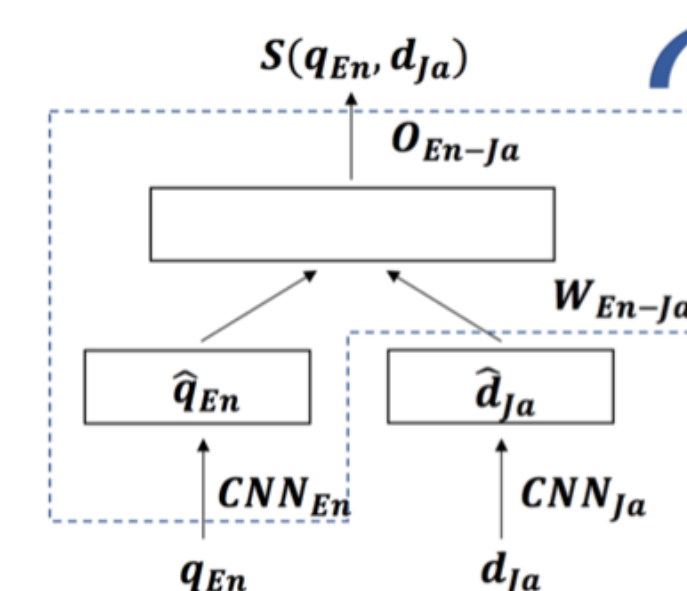 S(q_En, d_Ja)
O_En−Ja
W_En−Ja
q̂_En d̂_Ja
CNN_En CNN_Ja
q_En d_Ja